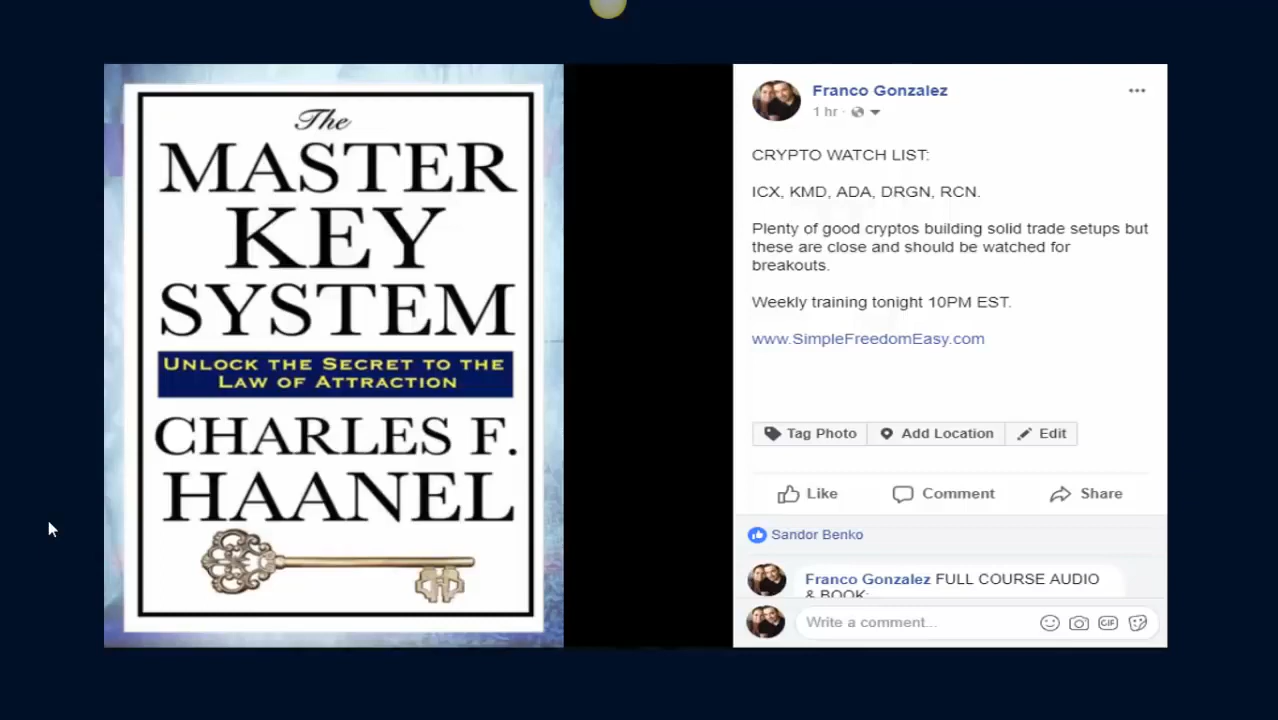 The
MASTER
KEY
SYSTEM
UNLOCK THE SECRET TO THE
LAW OF ATTRACTION
CHARLES F.
HAANEL
Franco Gonzalez
1 hr
CRYPTO WATCH LIST:
ICX, KMD, ADA, DRGN, RCN.
Plenty of good cryptos building solid trade setups but
these are close and should be watched for
breakouts.
Weekly training tonight 10PM EST.
www.SimpleFreedomEasy.com
Tag Photo Add Location Edit
Like Comment Share
Sandor Benko
Franco Gonzalez FULL COURSE AUDIO
& BOOK:
Write a comment...
GIF